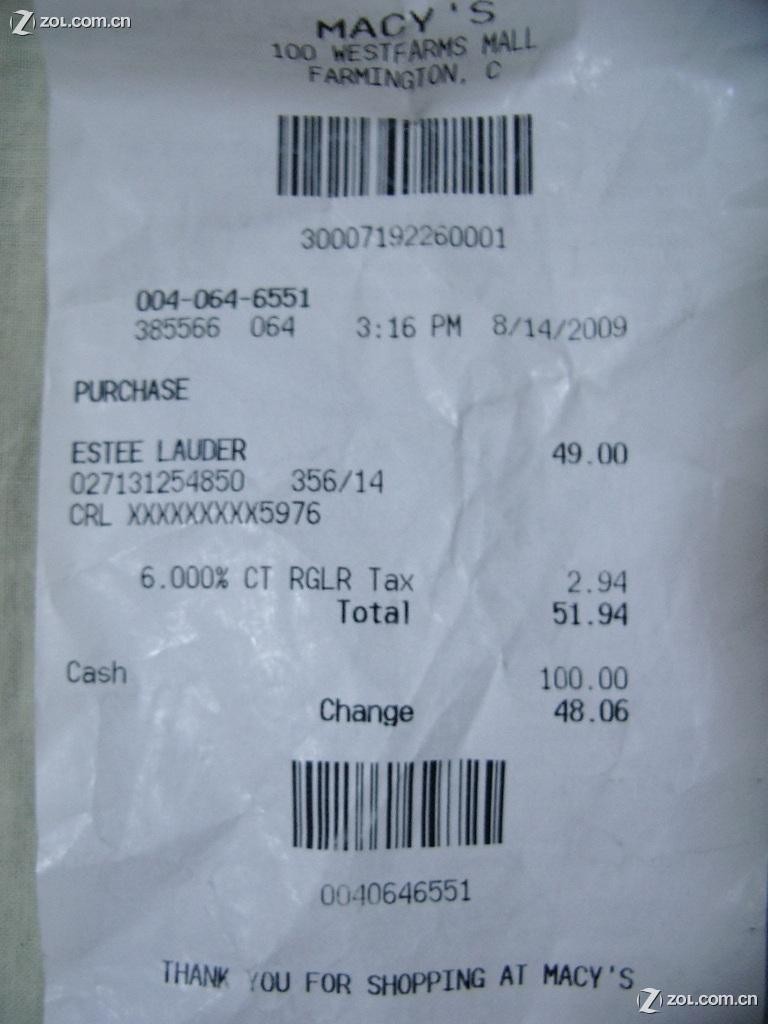 ZOL.COM.CN
MACY'S
100 WESTFARMS MALL
FARMINGTON, C
30007192260001
004-064-6551
385566 064 3:16 PM 8/14/2009
PURCHASE
ESTEE LAUDER 49.00
027131254850 356/14
CRL XXXXXXXXX5976
6.000% CT RGLR Tax 2.94
Total 51.94
Cash 100.00
Change 48.06
0040646551
THANK YOU FOR SHOPPING AT MACY'S
ZOL.COM.CN